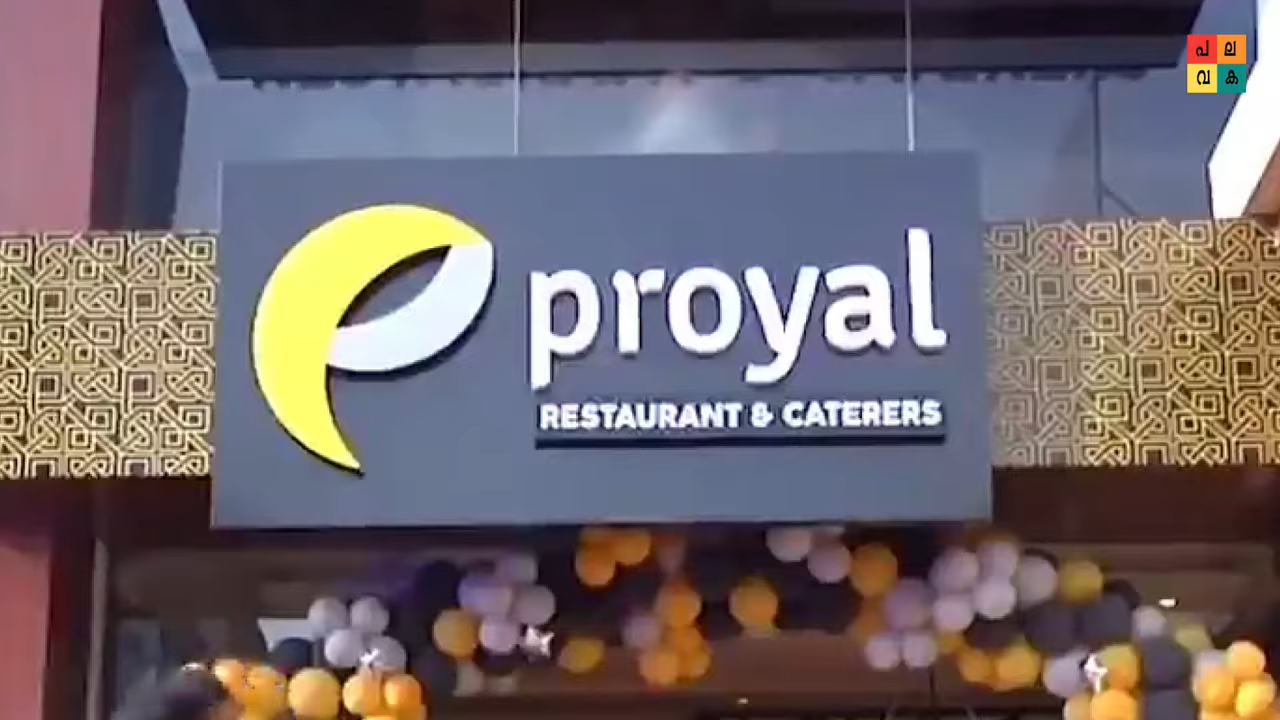 പ ല
വ ക
proyal
RESTAURANT & CATERERS